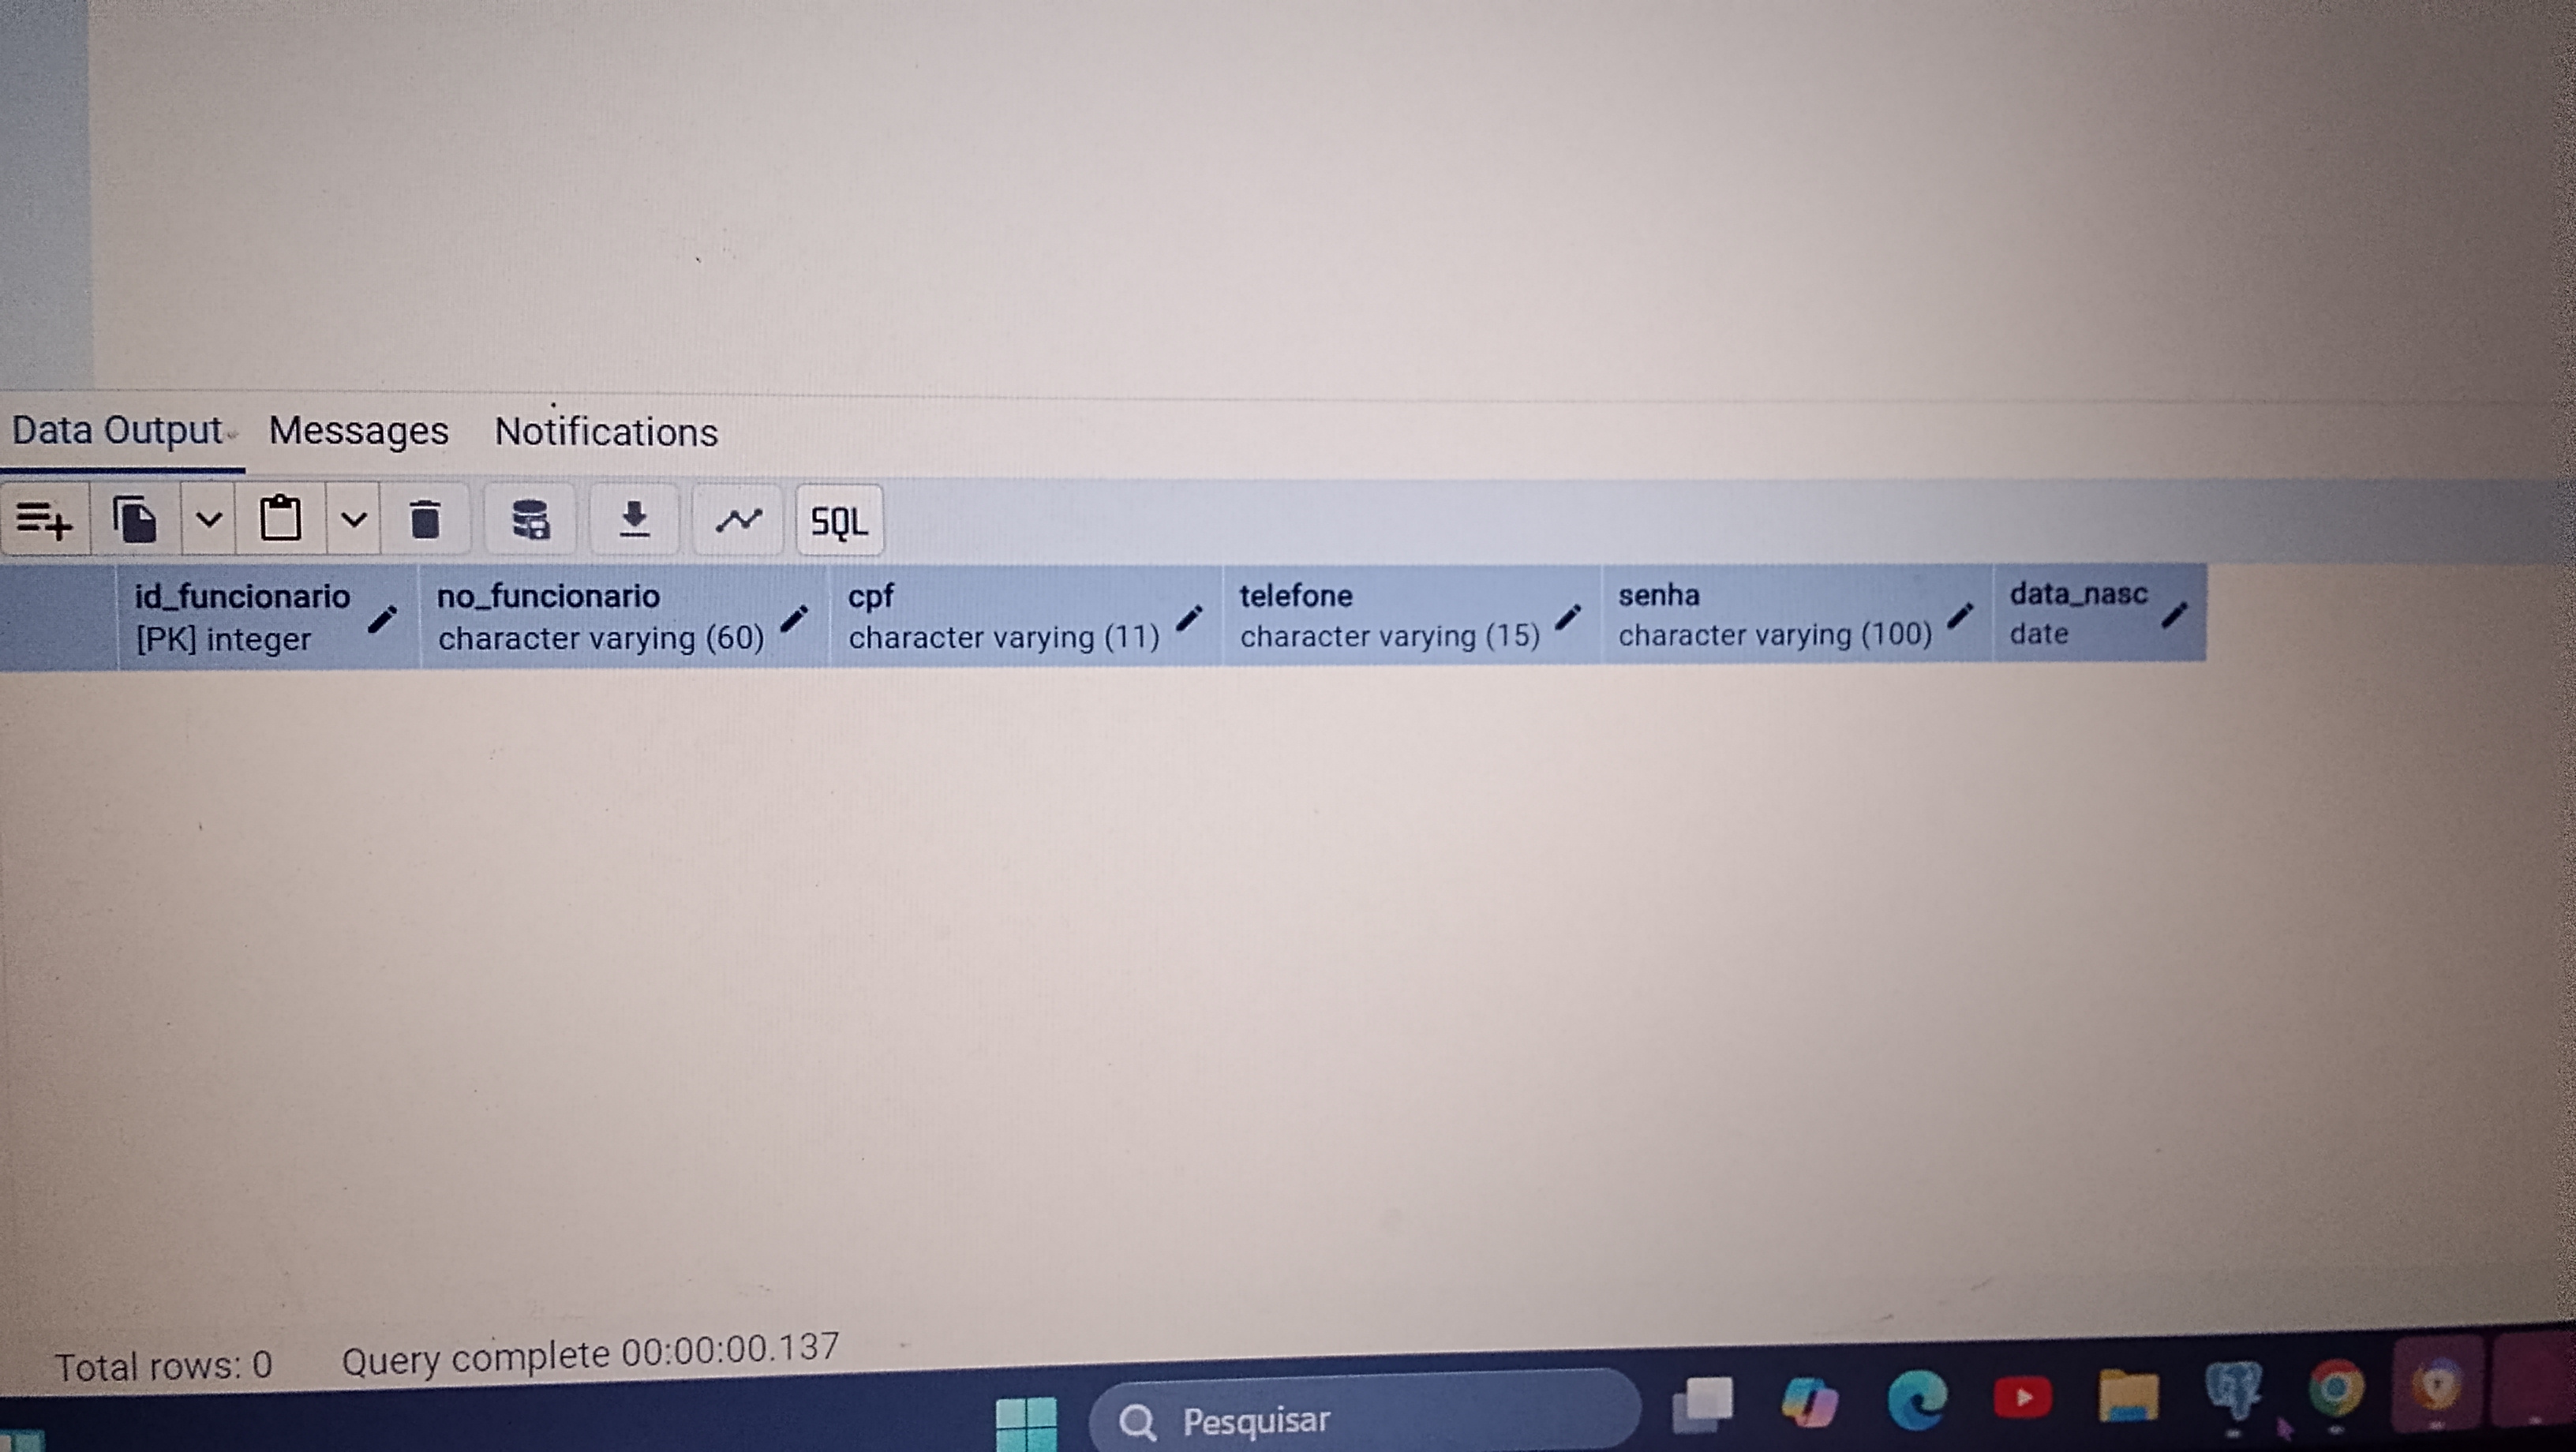 Data Output Messages Notifications
SQL
id_funcionario no_funcionario cpf telefone senha data_nasc
[PK] integer character varying (60) character varying (11) character varying (15) character varying (100) date
Total rows: 0 Query complete 00:00:00.137
Pesquisar